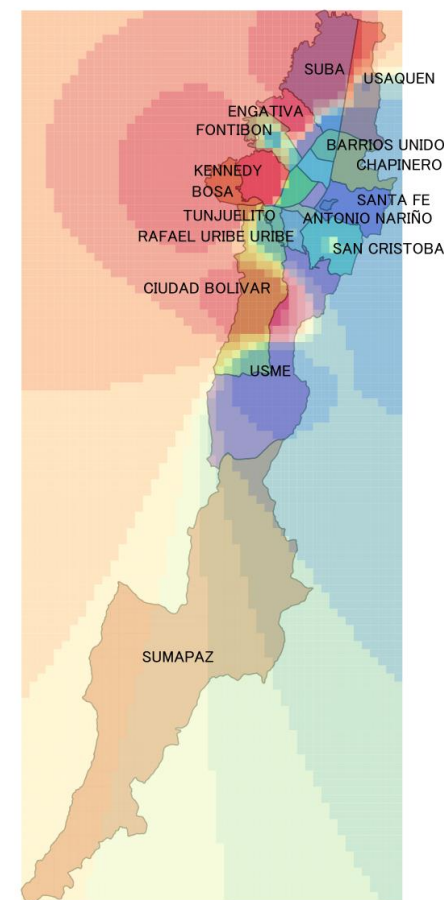 SUBA
USAQUEN
ENGATIVA
FONTIBON
BARRIOS UNIDO
CHAPINERO
KENNEDY
BOSA
SANTA FE
TUNJUELITO
ANTONIO NARIÑO
RAFAEL URIBE URIBE
SAN CRISTOBA
CIUDAD BOLIVAR
USME
SUMAPAZ